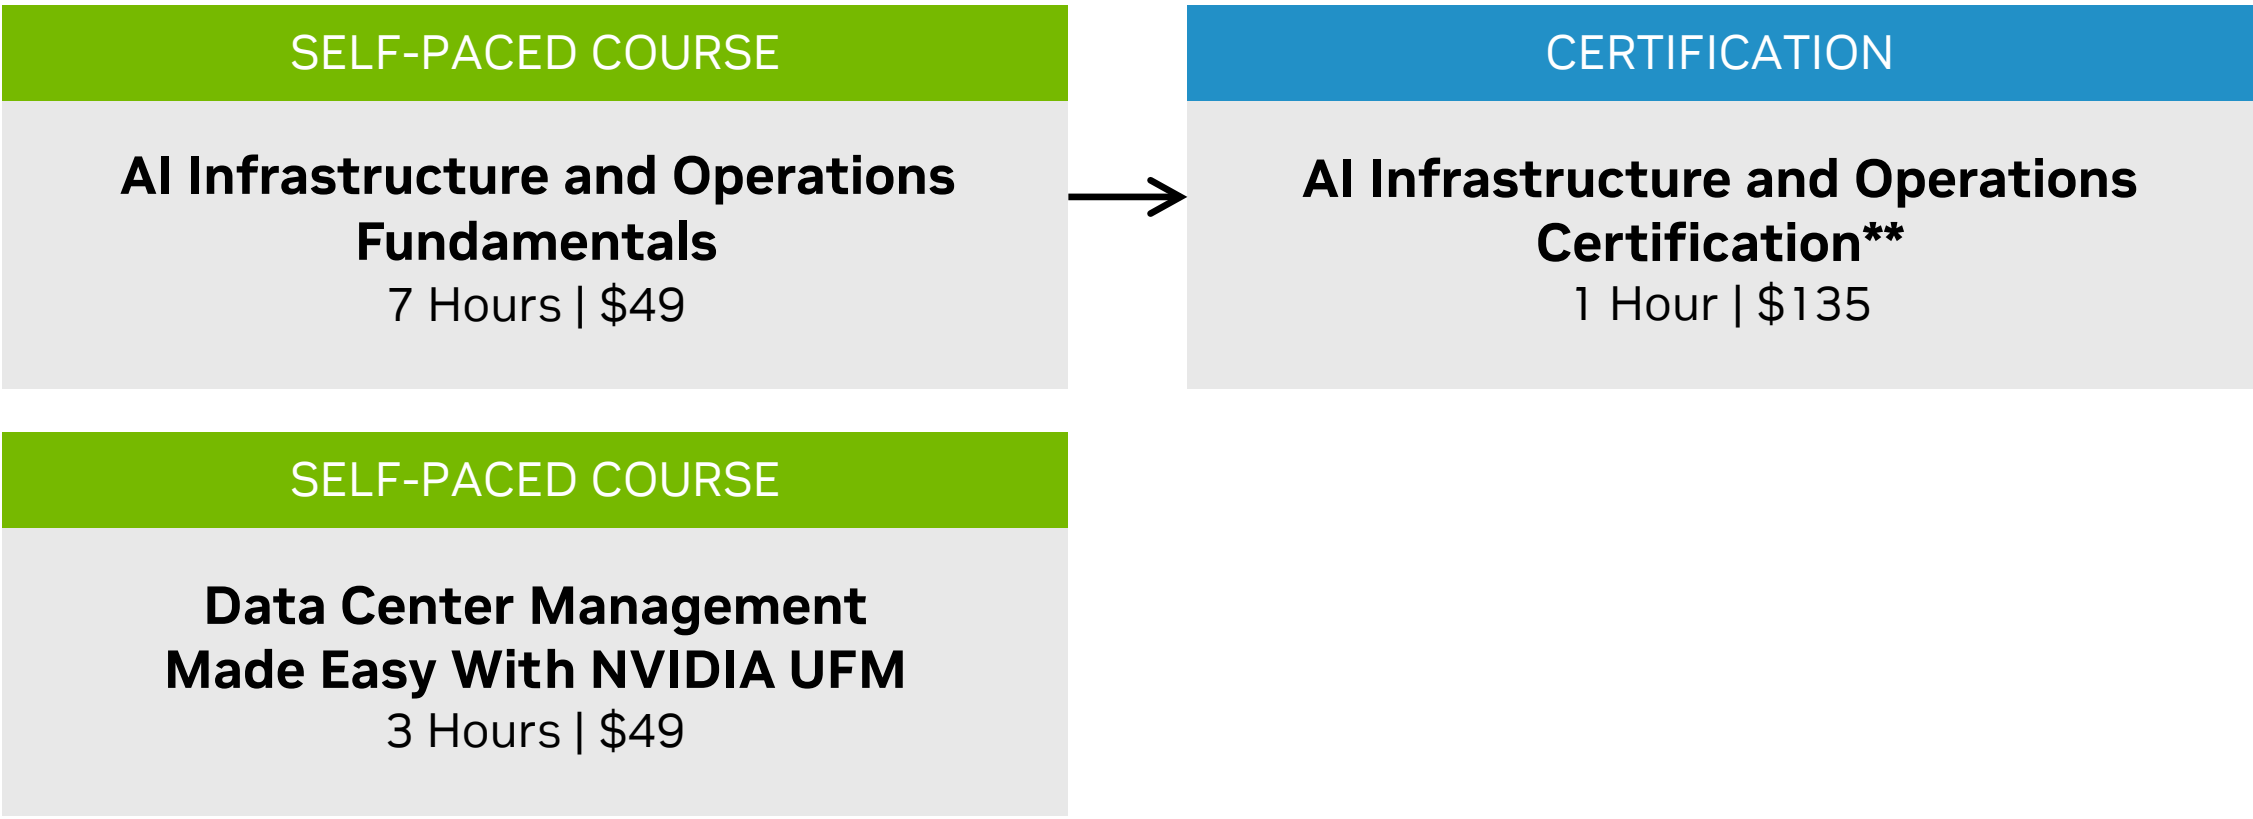 SELF-PACED COURSE
AI Infrastructure and Operations
Fundamentals
7 Hours | $49
CERTIFICATION
AI Infrastructure and Operations
Certification**
1 Hour | $135
SELF-PACED COURSE
Data Center Management
Made Easy With NVIDIA UFM
3 Hours | $49